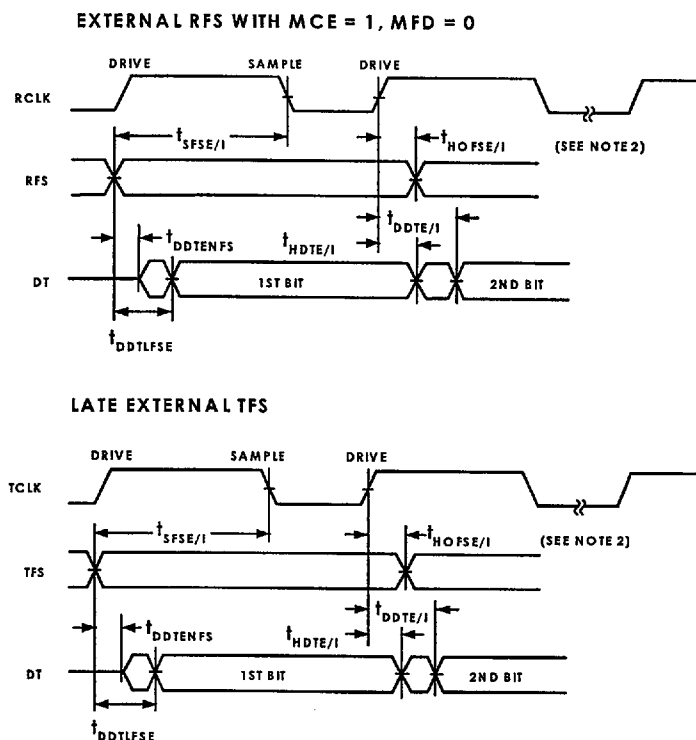 EXTERNAL RFS WITH MCE = 1, MFD = 0
DRIVE SAMPLE DRIVE
RCLK
tSFSE/I tHOFSE/I (SEE NOTE 2)
RFS
tDDTE/I
tDDTENFS tHDTE/I
DT 1ST BIT 2ND BIT
tDDTLFSE
LATE EXTERNAL TFS
DRIVE SAMPLE DRIVE
TCLK
tSFSE/I tHOFSE/I (SEE NOTE 2)
TFS
tDDTE/I
tDDTENFS tHDTE/I
DT 1ST BIT 2ND BIT
tDDTLFSE